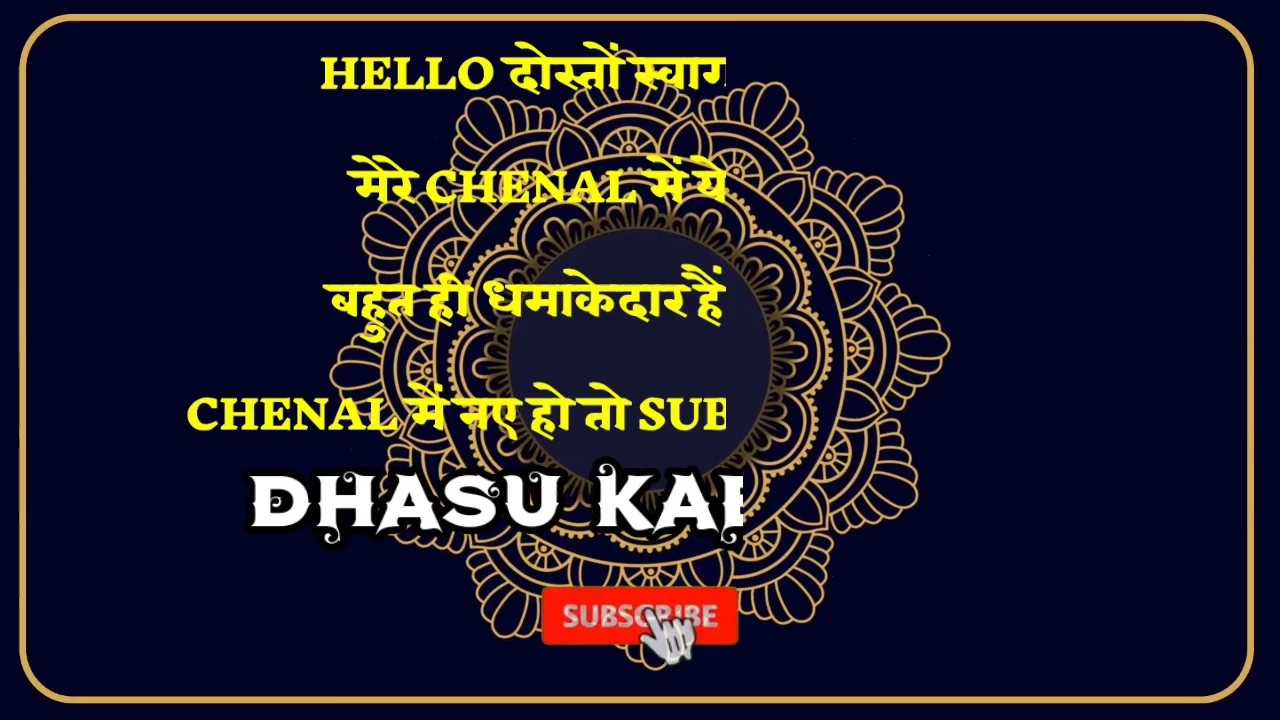 HELLO दोस्तों
मेरे CHENAL में ये
बहुत ही धमाकेदार हैं
CHENAL में नए हो तो
DHASU
SUBSCRIBE